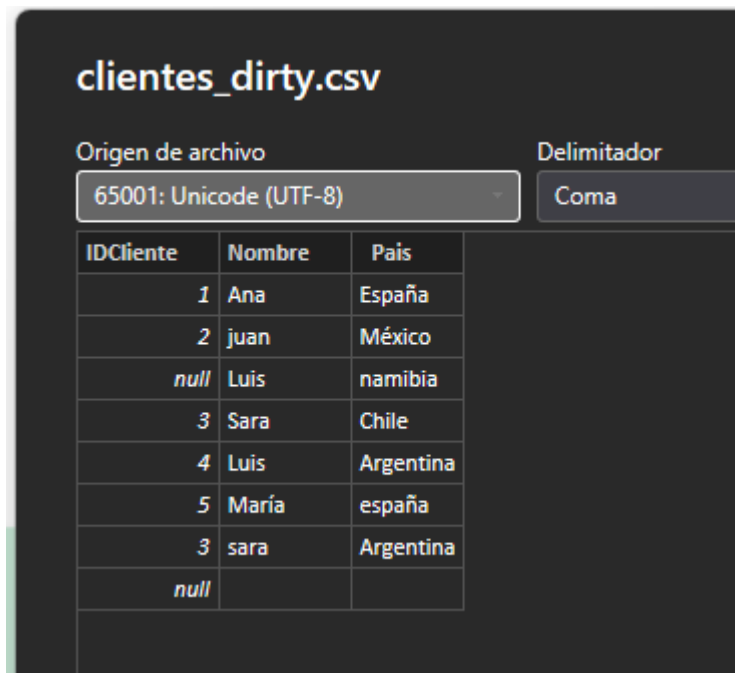 clientes_dirty.csv
Origen de archivo Delimitador
65001: Unicode (UTF-8) Coma
IDCliente Nombre Pais
1 Ana España
2 juan México
null Luis namibia
3 Sara Chile
4 Luis Argentina
5 María españa
3 sara Argentina
null